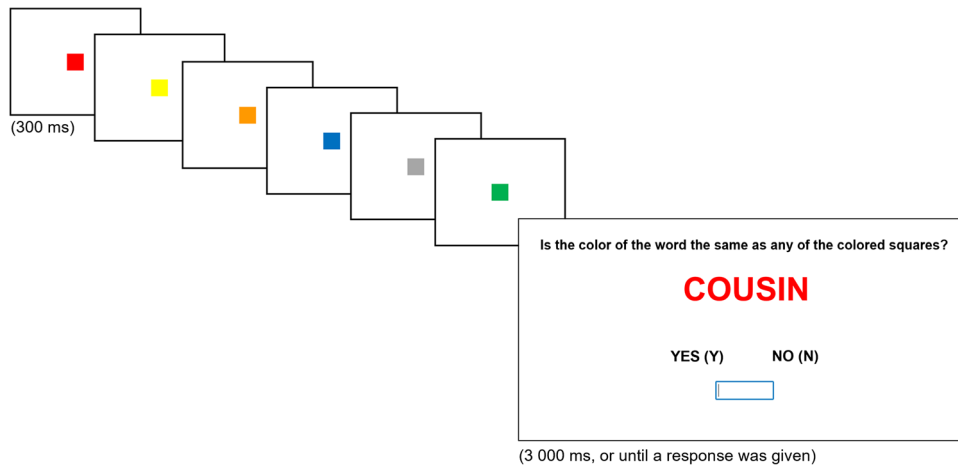 (300 ms)
Is the color of the word the same as any of the colored squares?
COUSIN
YES (Y) NO (N)
(3 000 ms, or until a response was given)